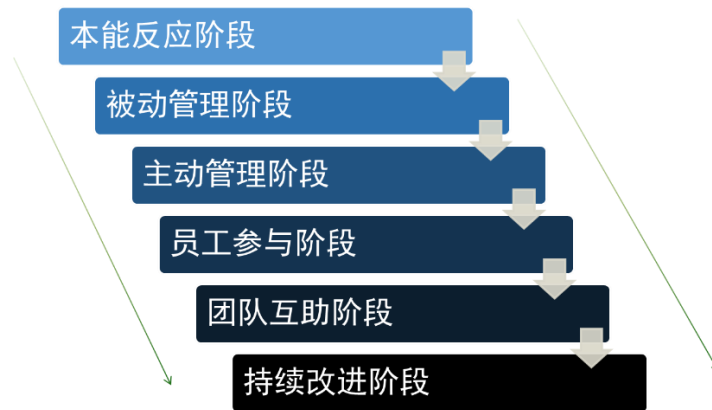 本能反应阶段
被动管理阶段
主动管理阶段
员工参与阶段
团队互助阶段
持续改进阶段